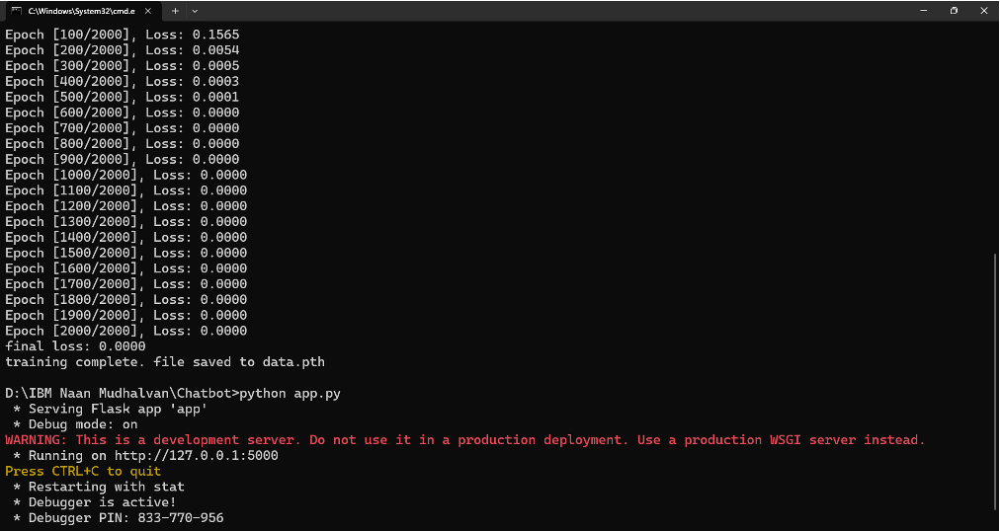 C:\Windows\System32\cmd.e
Epoch [100/2000], Loss: 0.1565
Epoch [200/2000], Loss: 0.0054
Epoch [300/2000], Loss: 0.0005
Epoch [400/2000], Loss: 0.0003
Epoch [500/2000], Loss: 0.0001
Epoch [600/2000], Loss: 0.0000
Epoch [700/2000], Loss: 0.0000
Epoch [800/2000], Loss: 0.0000
Epoch [900/2000], Loss: 0.0000
Epoch [1000/2000], Loss: 0.0000
Epoch [1100/2000], Loss: 0.0000
Epoch [1200/2000], Loss: 0.0000
Epoch [1300/2000], Loss: 0.0000
Epoch [1400/2000], Loss: 0.0000
Epoch [1500/2000], Loss: 0.0000
Epoch [1600/2000], Loss: 0.0000
Epoch [1700/2000], Loss: 0.0000
Epoch [1800/2000], Loss: 0.0000
Epoch [1900/2000], Loss: 0.0000
Epoch [2000/2000], Loss: 0.0000
final loss: 0.0000
training complete. file saved to data.pth
D:\IBM Naan Mudhalvan\Chatbot>python app.py
 * Serving Flask app 'app'
 * Debug mode: on
WARNING: This is a development server. Do not use it in a production deployment. Use a production WSGI server instead.
 * Running on http://127.0.0.1:5000
Press CTRL+C to quit
 * Restarting with stat
 * Debugger is active!
 * Debugger PIN: 833-770-956